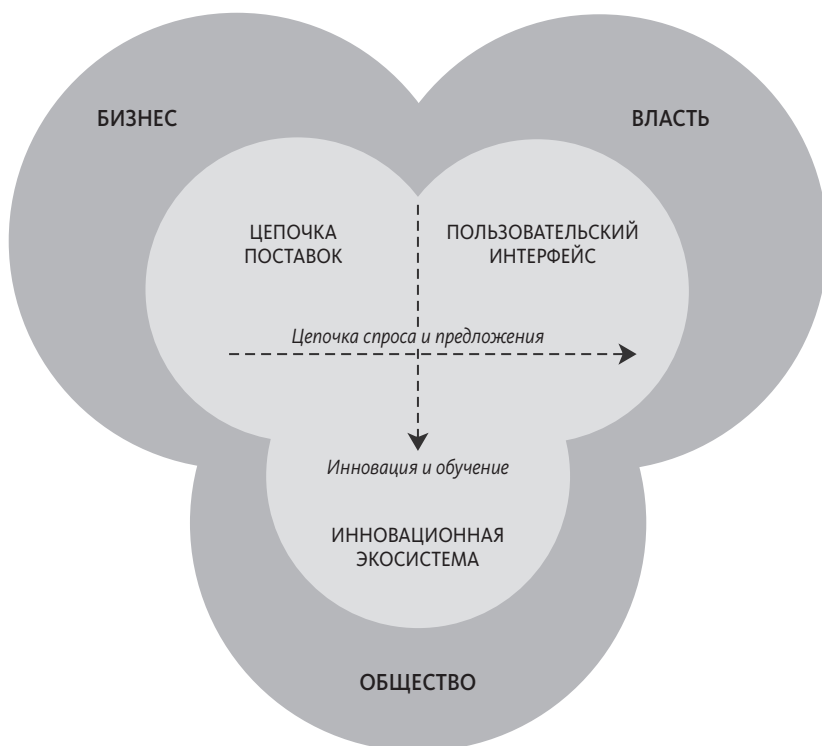 БИЗНЕС
ВЛАСТЬ
ЦЕПОЧКА
ПОСТАВОК
ПОЛЬЗОВАТЕЛЬСКИЙ
ИНТЕРФЕЙС
Цепочка спроса и предложения
Инновация и обучение
ИННОВАЦИОННАЯ
ЭКОСИСТЕМА
ОБЩЕСТВО